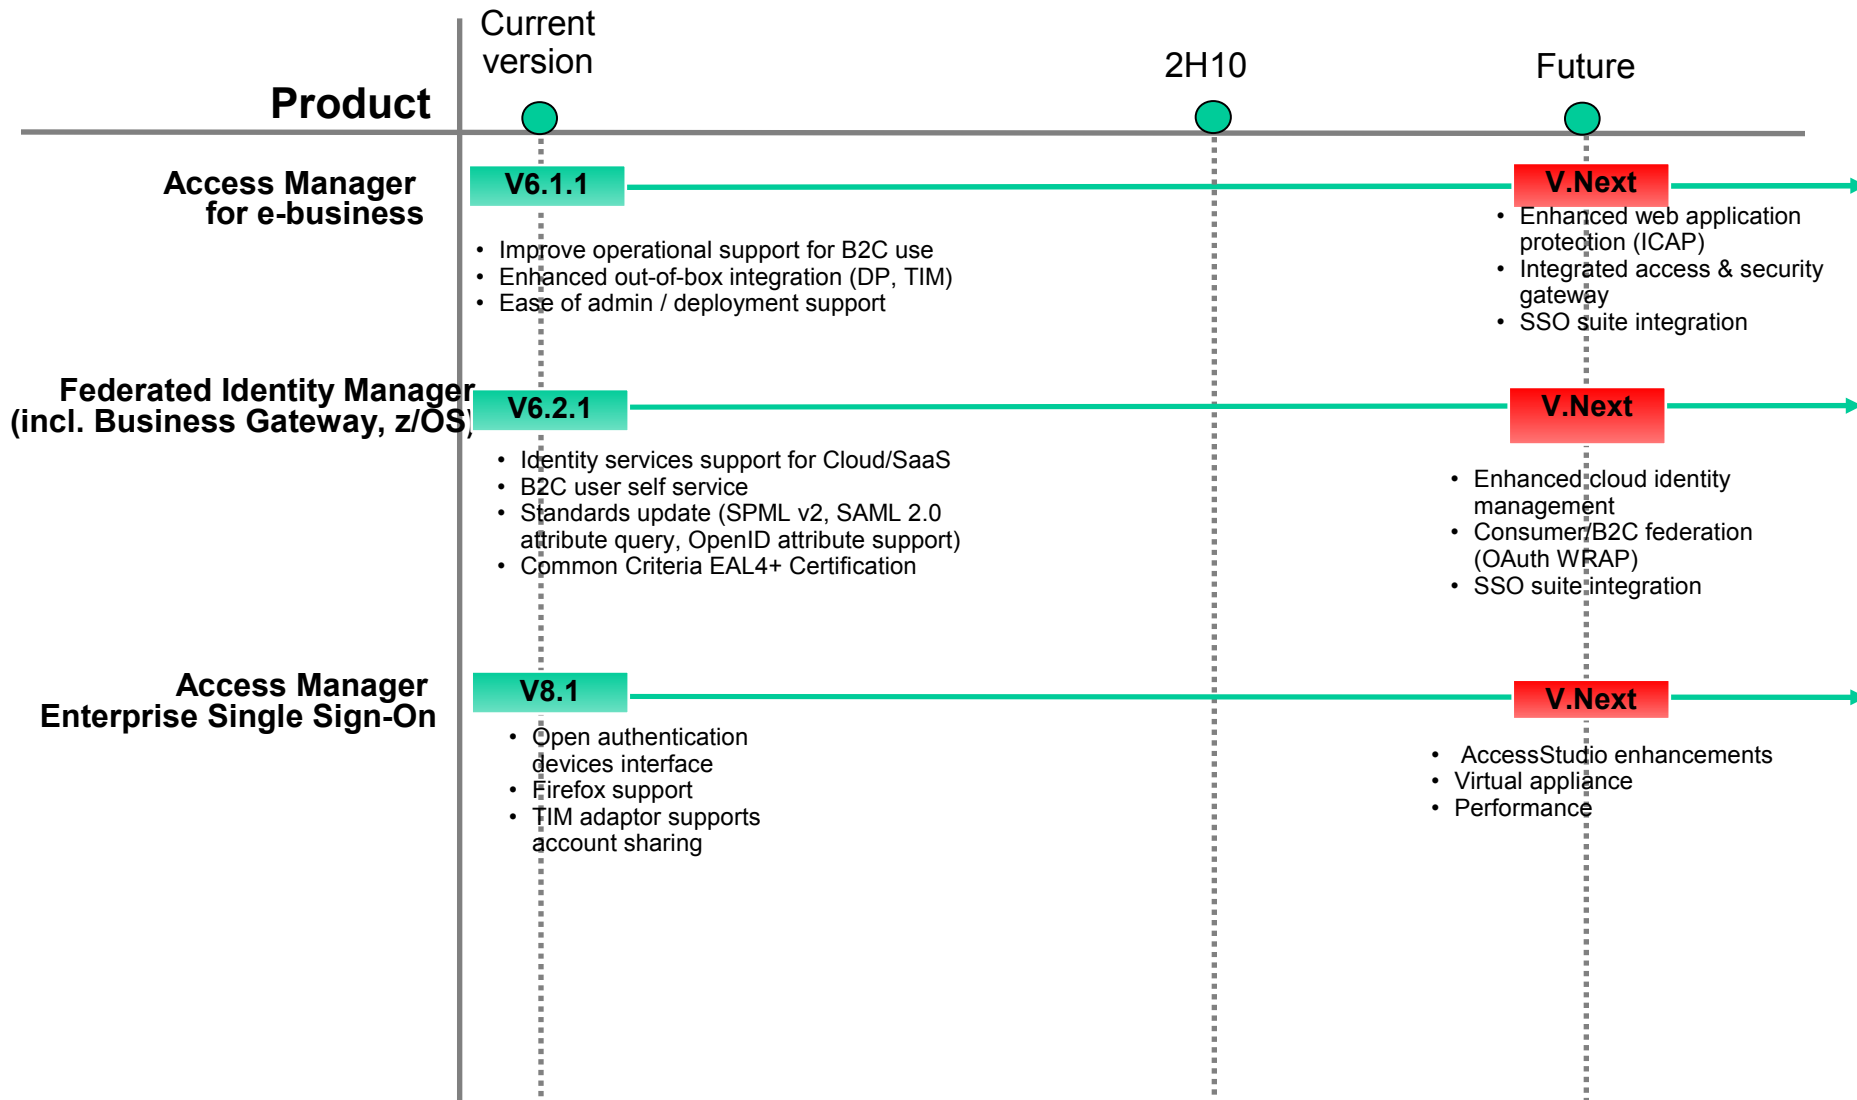 Current
version
2H10
Future
Product
Access Manager
for e-business
V6.1.1
V.Next
• Improve operational support for B2C use
• Enhanced out-of-box integration (DP, TIM)
• Ease of admin / deployment support
• Enhanced web application
protection (ICAP)
• Integrated access & security
gateway
• SSO suite integration
Federated Identity Manager
(incl. Business Gateway, z/OS)
V6.2.1
V.Next
• Identity services support for Cloud/SaaS
• B2C user self service
• Standards update (SPML v2, SAML 2.0
attribute query, OpenID attribute support)
• Common Criteria EAL4+ Certification
• Enhanced cloud identity
management
• Consumer/B2C federation
(OAuth WRAP)
• SSO suite integration
Access Manager
Enterprise Single Sign-On
V8.1
V.Next
• Open authentication
devices interface
• Firefox support
• TIM adaptor supports
account sharing
• AccessStudio enhancements
• Virtual appliance
• Performance